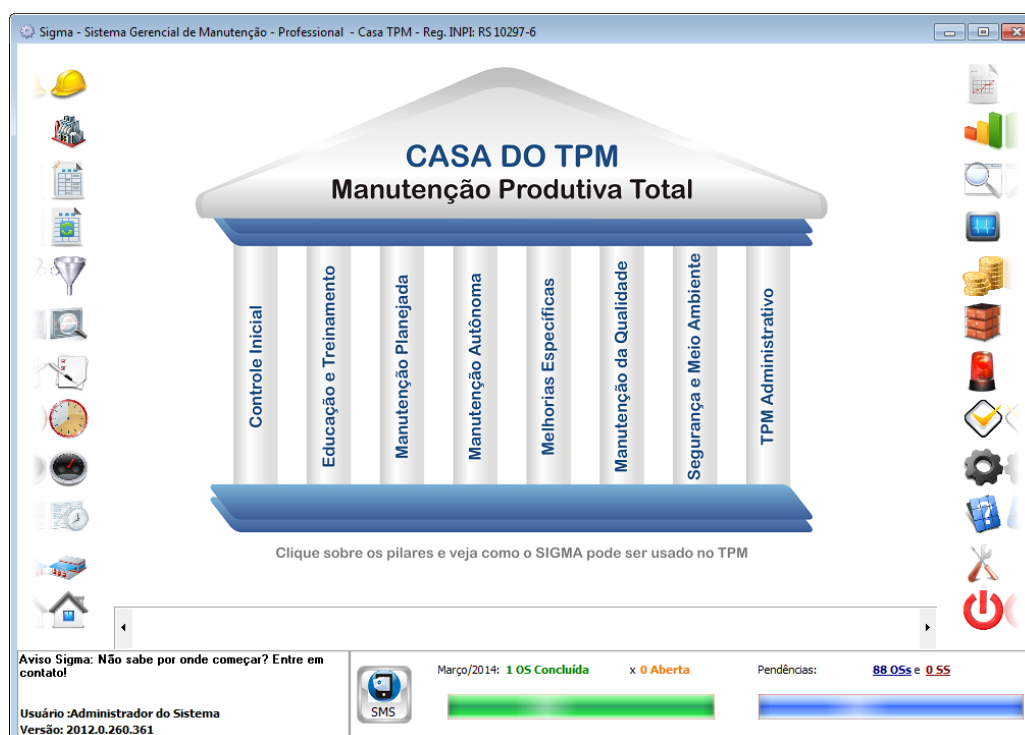 Sigma - Sistema Gerencial de Manutenção - Professional - Casa TPM - Reg. INPI: RS 10297-6
CASA DO TPM
Manutenção Produtiva Total
Controle Inicial
Educação e Treinamento
Manutenção Planejada
Manutenção Autônoma
Melhorias Específicas
Manutenção da Qualidade
Segurança e Meio Ambiente
TPM Administrativo
Clique sobre os pilares e veja como o SIGMA pode ser usado no TPM
Aviso Sigma: Não sabe por onde começar? Entre em
contato!
Usuário :Administrador do Sistema
Versão: 2012.0.260.361
SMS
Março/2014: 1 OS Concluída x 0 Aberta
Pendências: 88 OSs e 0 SS